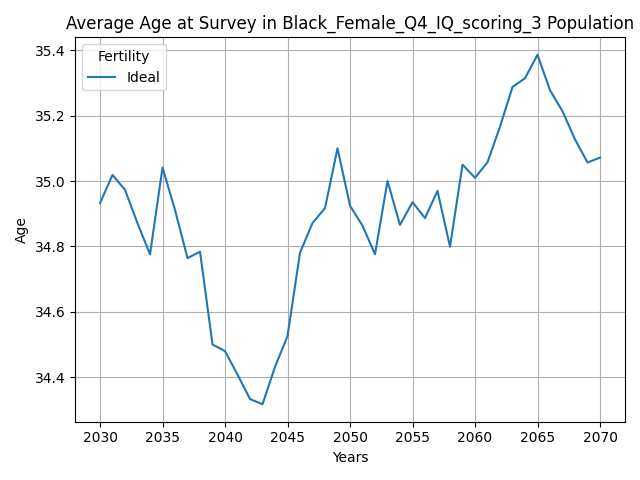 Average Age at Survey in Black_Female_Q4_IQ_scoring_3 Population
Fertility
Ideal
35.4
35.2
35.0
34.8
34.6
34.4
Age
2030 2035 2040 2045 2050 2055 2060 2065 2070
Years